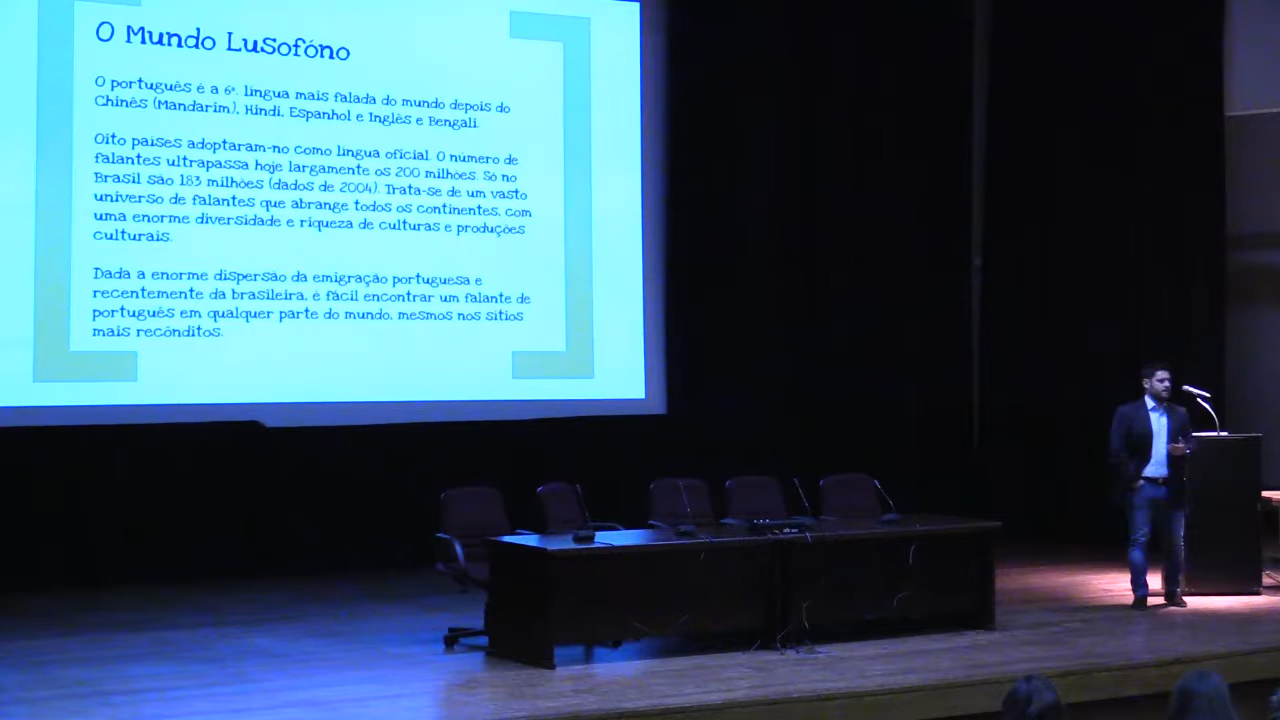 O Mundo Lusofóno
O português é a 6ª. língua mais falada do mundo depois do
Chinês (Mandarim), Hindi, Espanhol e Inglês e Bengali.
Oito países adoptaram-no como língua oficial. O número de
falantes ultrapassa hoje largamente os 200 milhões. Só no
Brasil são 183 milhões (dados de 2004). Trata-se de um vasto
universo de falantes que abrange todos os continentes, com
uma enorme diversidade e riqueza de culturas e produções
culturais.
Dada a enorme dispersão da emigração portuguesa e
recentemente da brasileira, é fácil encontrar um falante de
português em qualquer parte do mundo, mesmos nos sítios
mais recônditos.